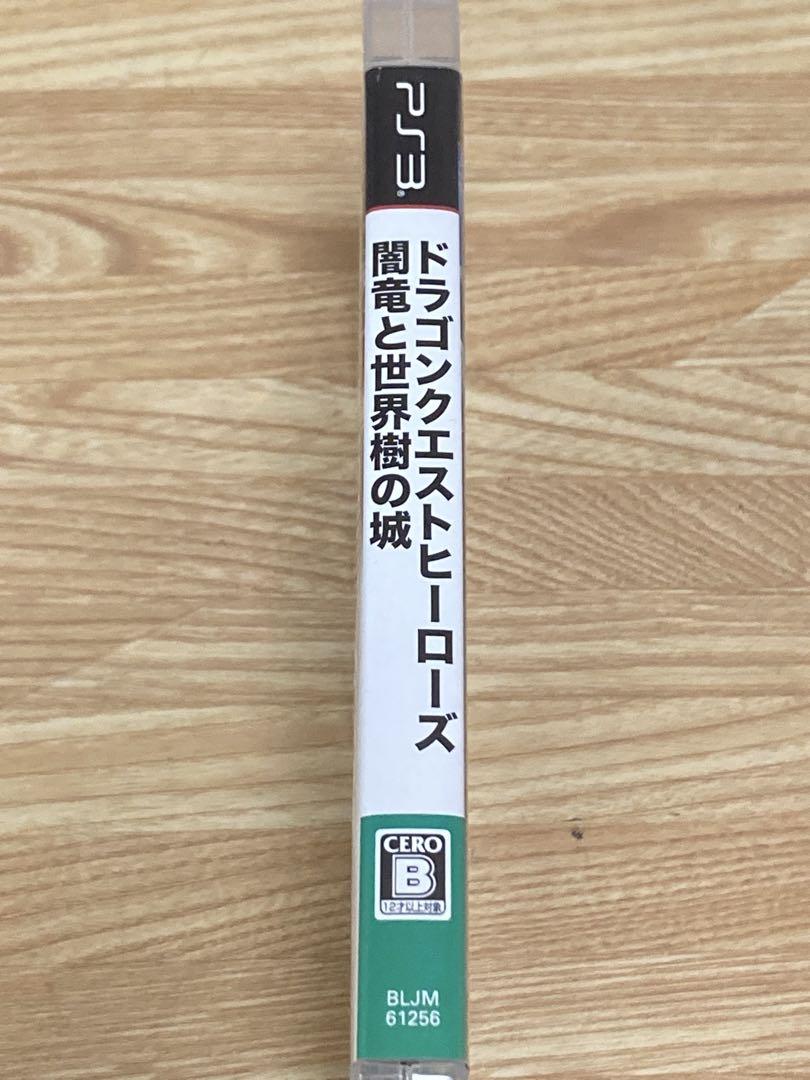 PS3
ドラゴンクエストヒーローズ
闇竜と世界樹の城
CERO
B
12才以上対象
BLJM
61256